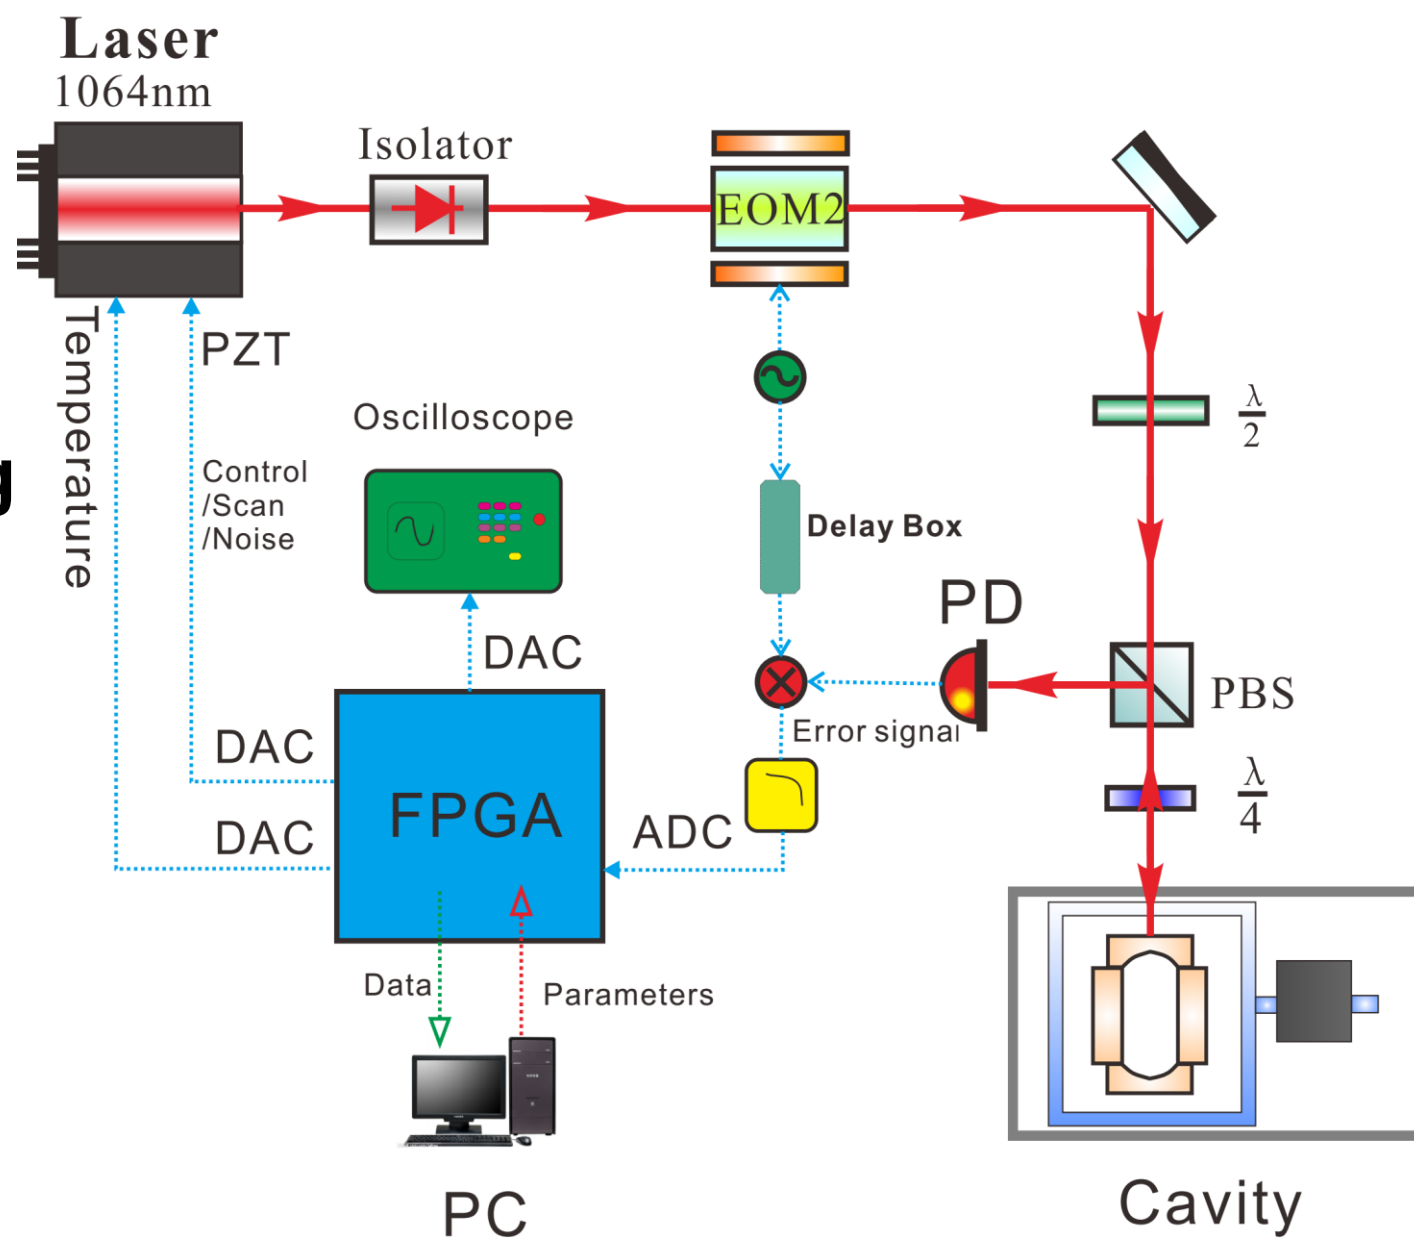 Laser
1064nm
Isolator
EOM2
Temperature
PZT
Oscilloscope
Control
/Scan
/Noise
g
λ
2
Delay Box
PD
DAC
PBS
Error signal
DAC
FPGA
DAC
ADC
λ
4
Data
Parameters
PC
Cavity